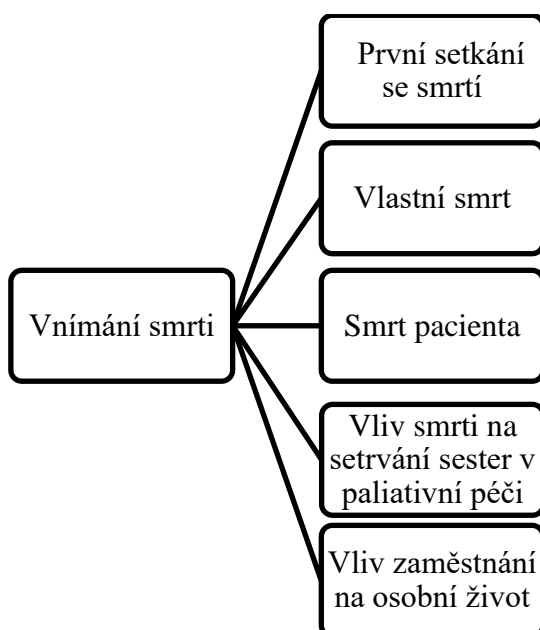 První setkání
se smrtí
Vlastní smrt
Vnímání smrti
Smrt pacienta
Vliv smrti na
setrvání sester v
paliativní péči
Vliv zaměstnání
na osobní život